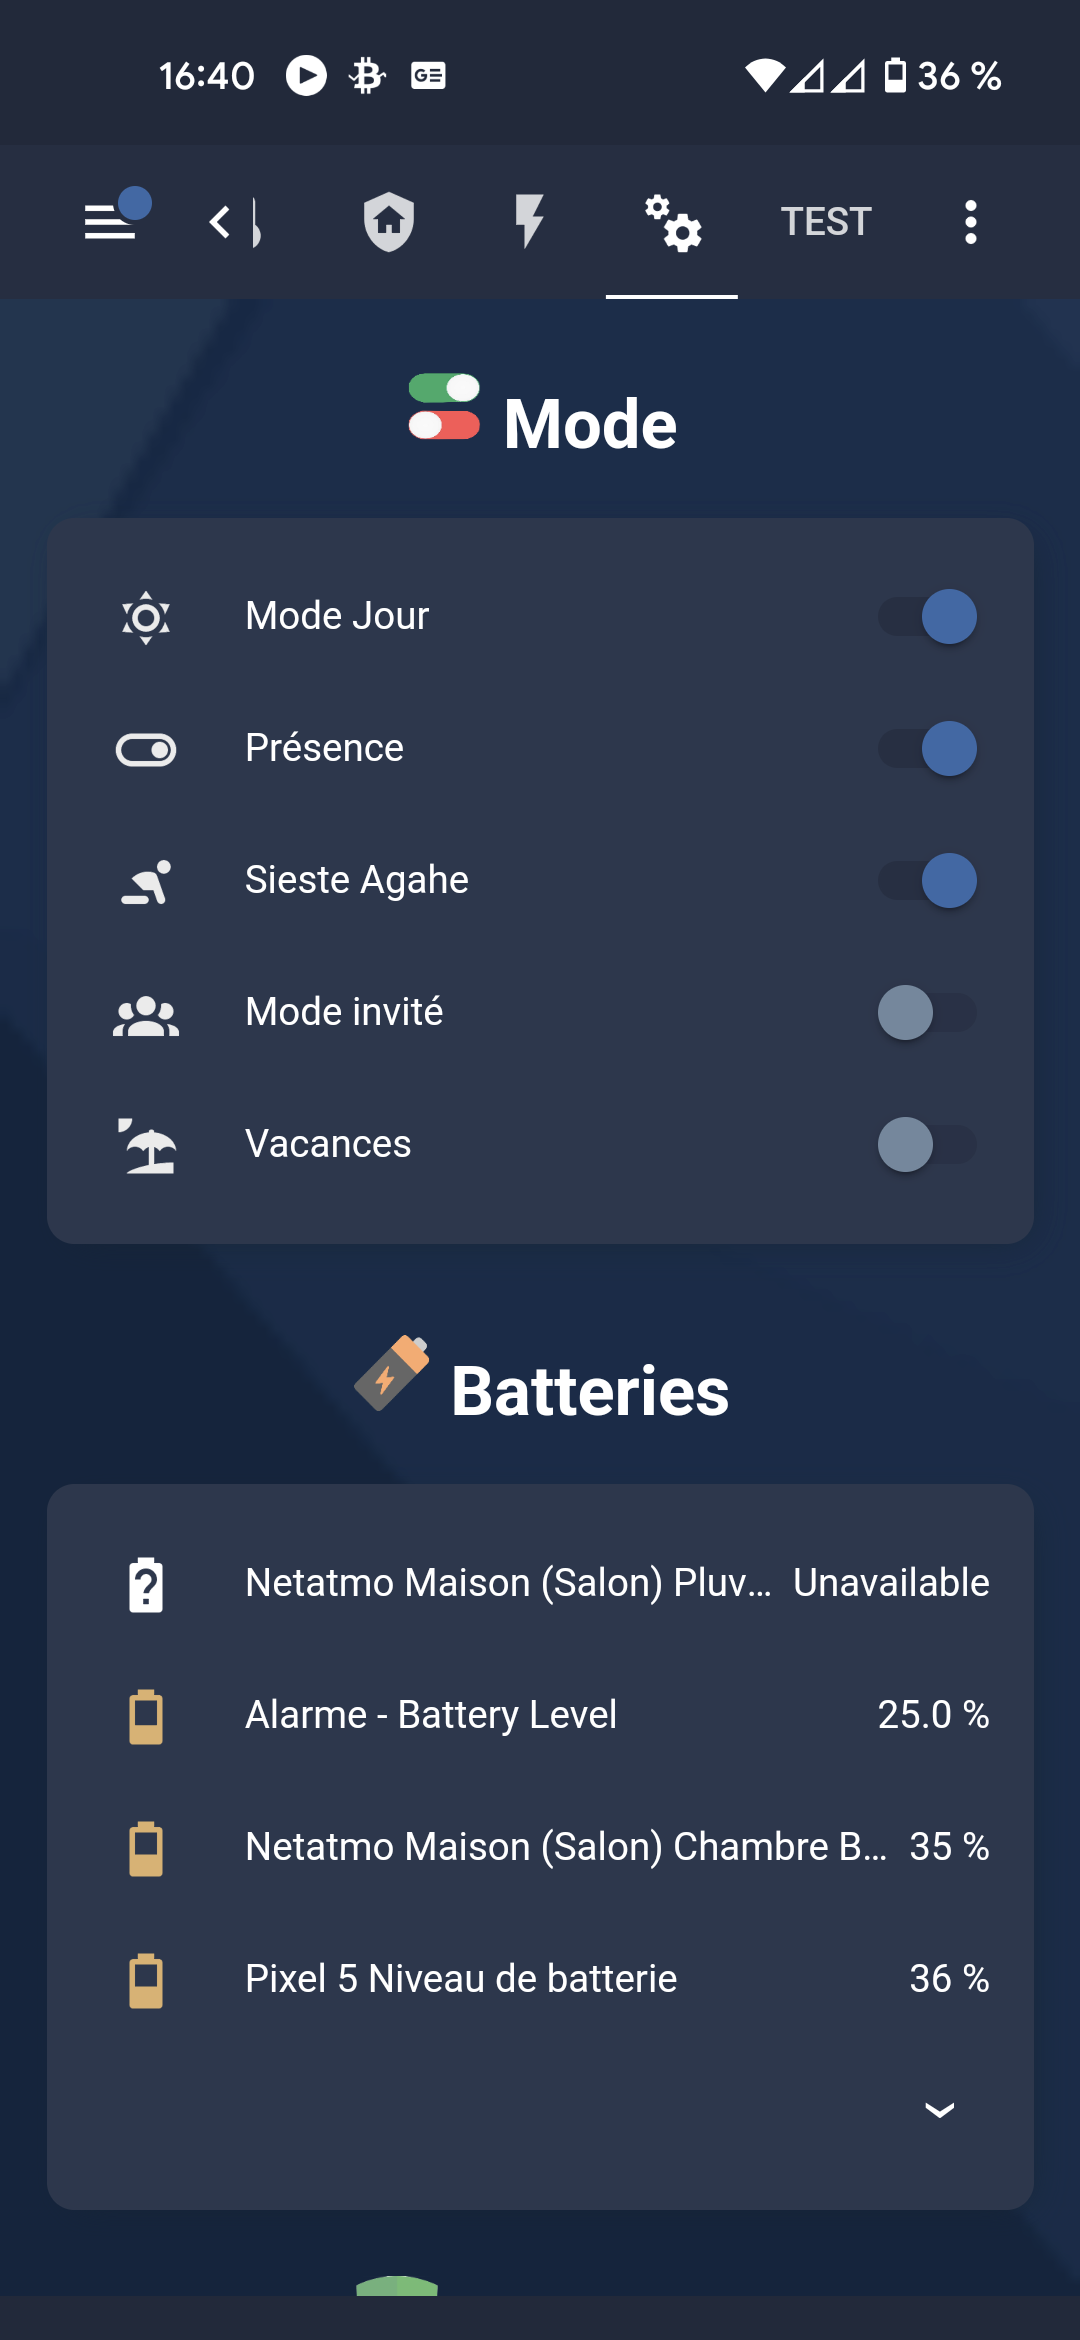 16:40 36 %
TEST
Mode
Mode Jour
Présence
Sieste Agahe
Mode invité
Vacances
Batteries
Netatmo Maison (Salon) Pluv... Unavailable
Alarme - Battery Level 25.0 %
Netatmo Maison (Salon) Chambre B... 35 %
Pixel 5 Niveau de batterie 36 %